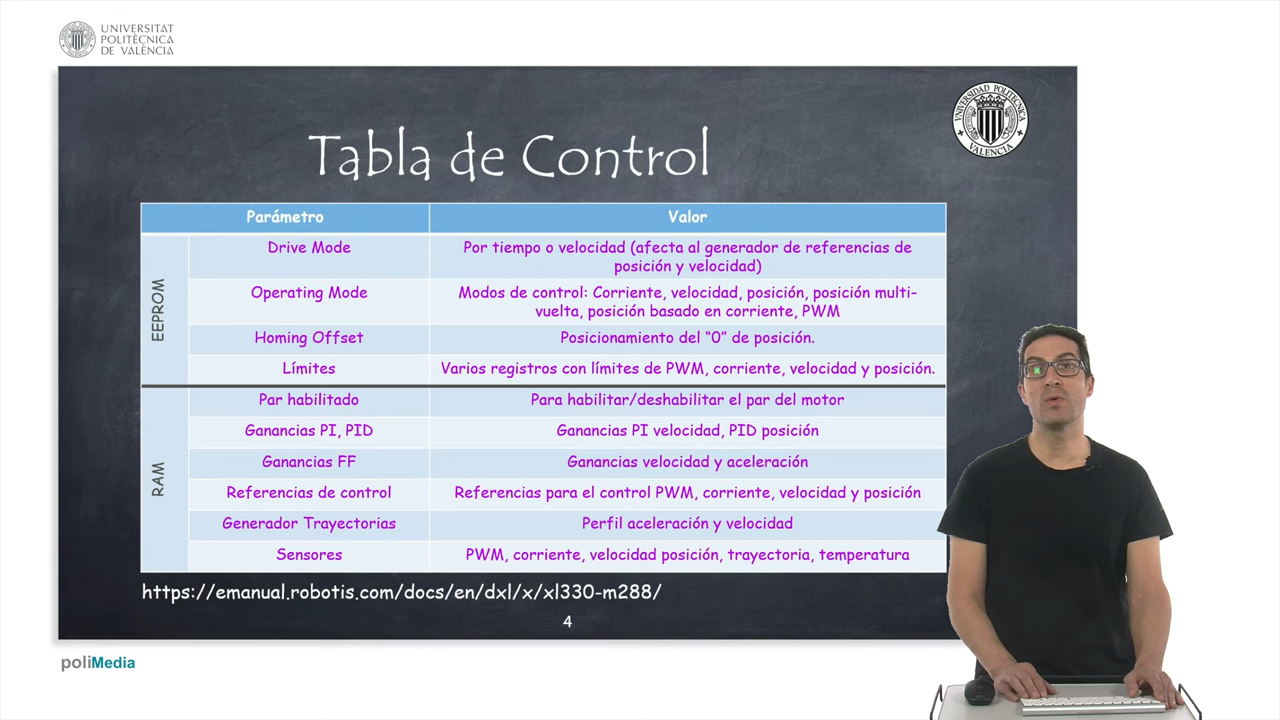 UNIVERSITAT
POLITÈCNICA
DE VALÈNCIA
UNIVERSIDAD POLITECNICA
VALENCIA
Tabla de Control
Parámetro Valor
EEPROM
Drive Mode Por tiempo o velocidad (afecta al generador de referencias de
posición y velocidad)
Operating Mode Modos de control: Corriente, velocidad, posición, posición multi-
vuelta, posición basado en corriente, PWM
Homing Offset Posicionamiento del “0” de posición.
Límites Varios registros con límites de PWM, corriente, velocidad y posición.
RAM
Par habilitado Para habilitar/deshabilitar el par del motor
Ganancias PI, PID Ganancias PI velocidad, PID posición
Ganancias FF Ganancias velocidad y aceleración
Referencias de control Referencias para el control PWM, corriente, velocidad y posición
Generador Trayectorias Perfil aceleración y velocidad
Sensores PWM, corriente, velocidad posición, trayectoria, temperatura
https://emanual.robotis.com/docs/en/dxl/x/xl330-m288/
4
poliMedia